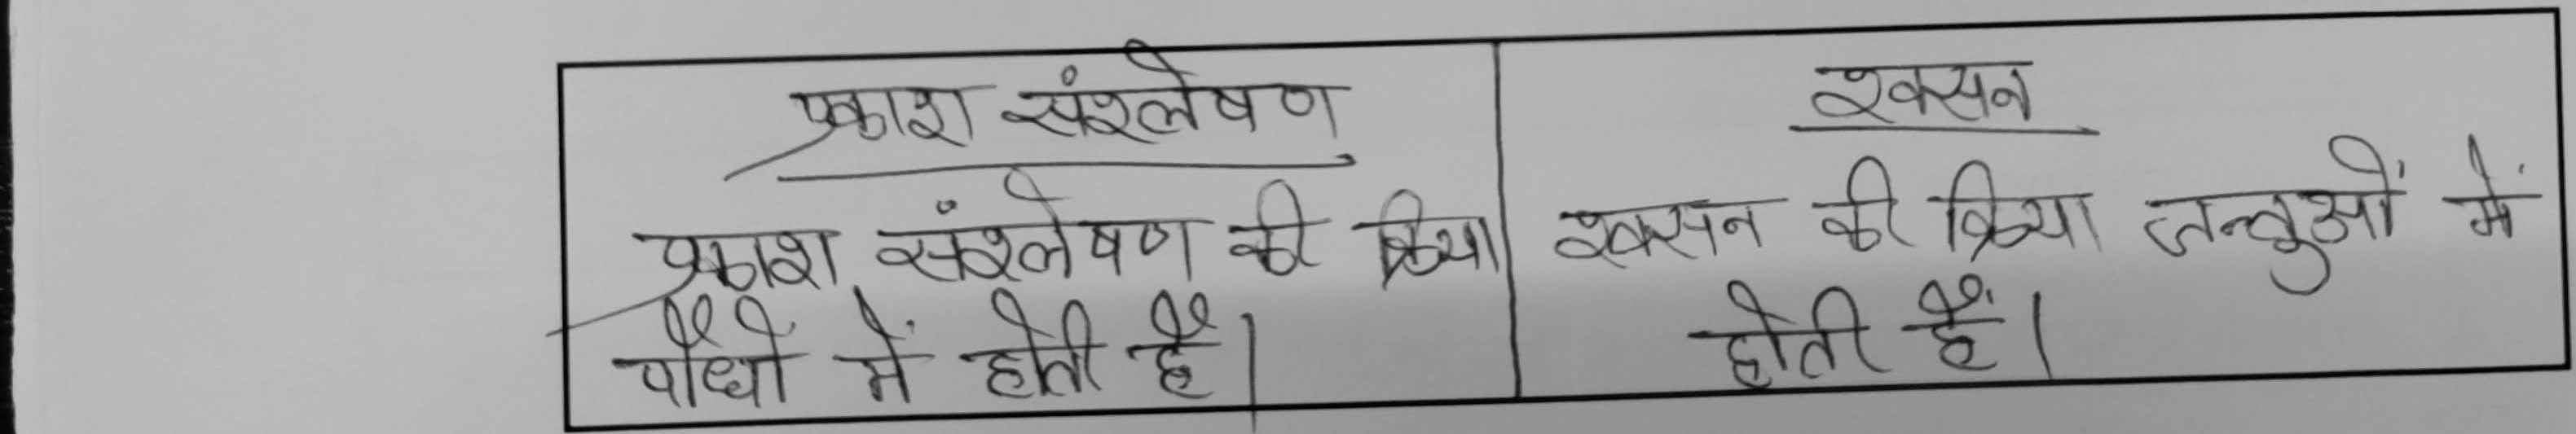 प्रकाश संश्लेषण
प्रकाश संश्लेषण की क्रिया
पौधों में होती है।
श्वसन
श्वसन की क्रिया जन्तुओं में
होती हैं।